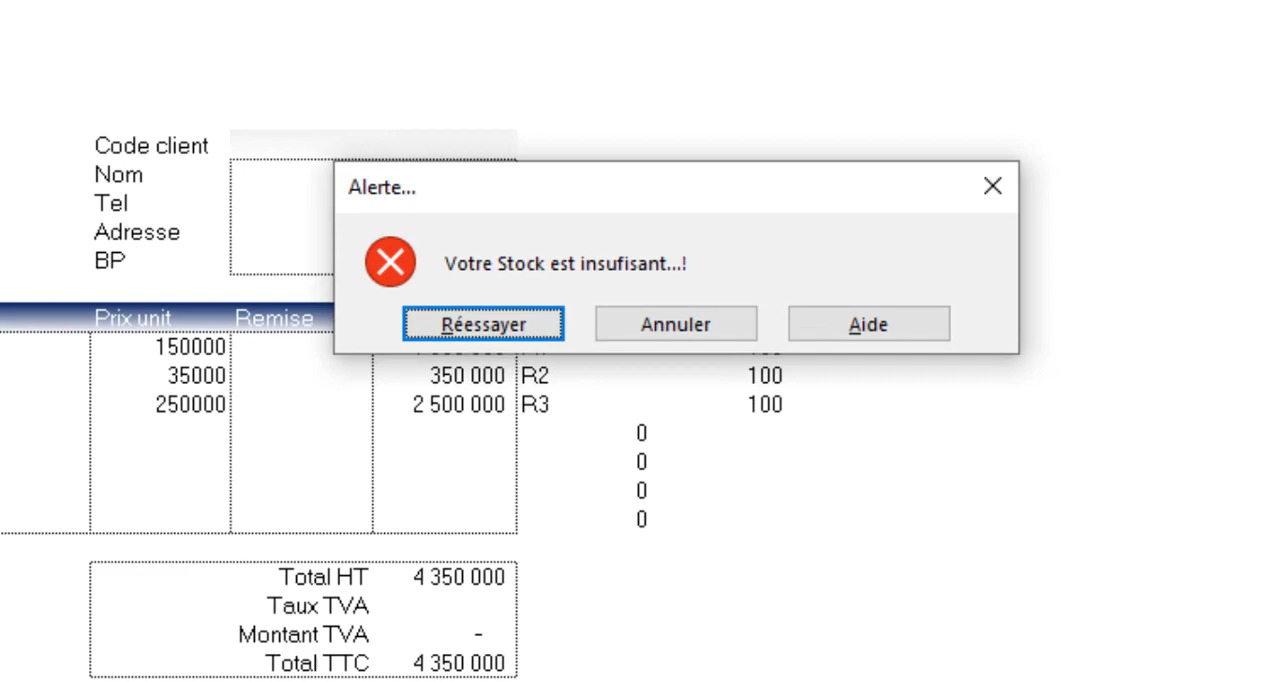 Code client
Nom
Tel
Adresse
BP
Alerte...
Votre Stock est insufisant...!
Réessayer Annuler Aide
Prix unit Remise
150000
35000 350 000 R2 100
250000 2 500 000 R3 100
0
0
0
0
Total HT 4 350 000
Taux TVA
Montant TVA -
Total TTC 4 350 000